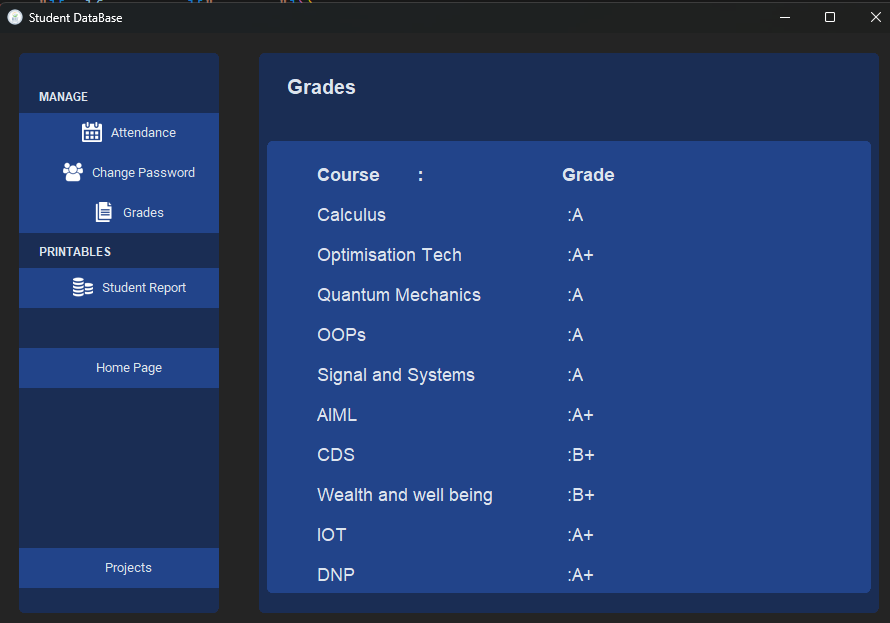 Student DataBase
MANAGE
Attendance
Change Password
Grades
PRINTABLES
Student Report
Home Page
Projects
Grades
Course : Grade
Calculus :A
Optimisation Tech :A+
Quantum Mechanics :A
OOPs :A
Signal and Systems :A
AIML :A+
CDS :B+
Wealth and well being :B+
IOT :A+
DNP :A+